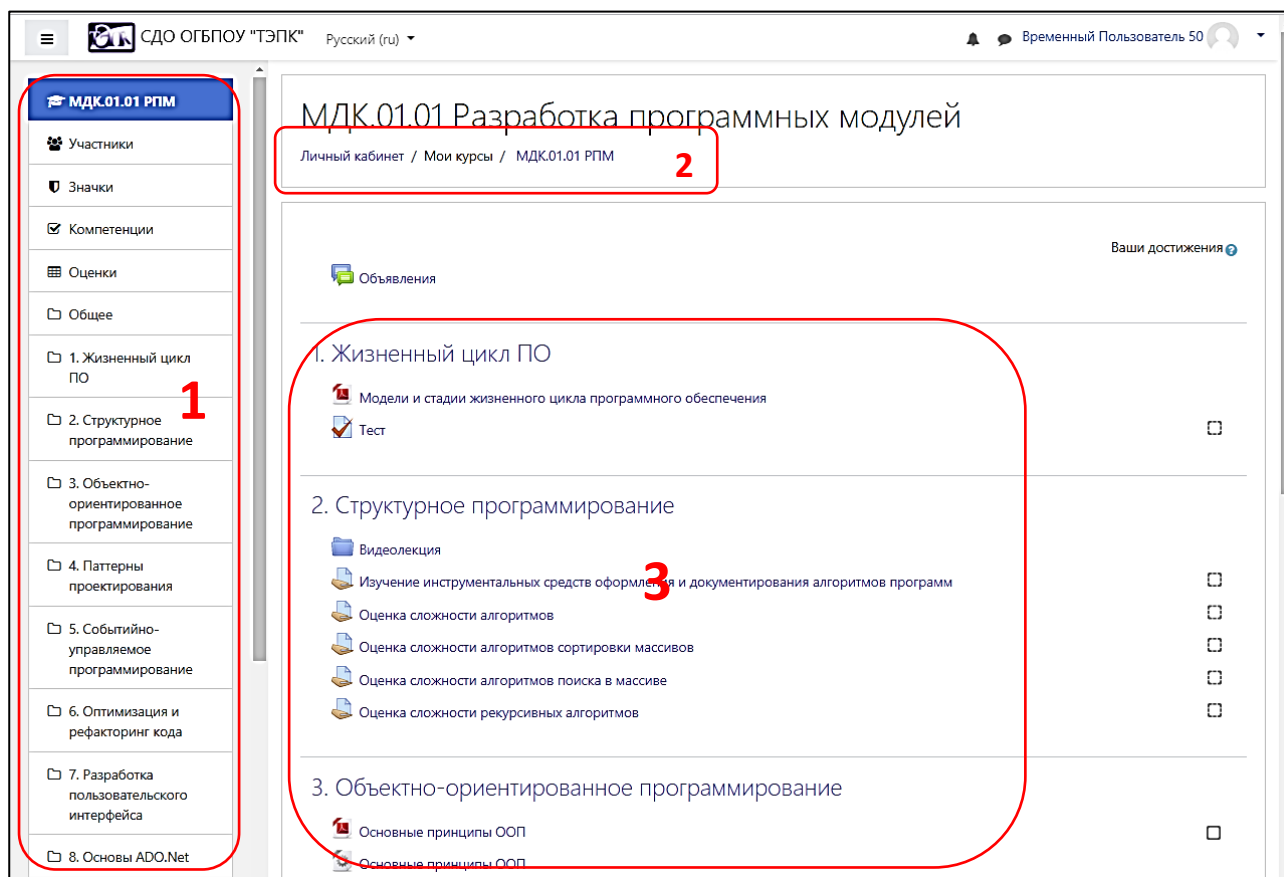 СДО ОГБПОУ "ТЭПК"
Русский (ru)
Временный Пользователь 50
МДК.01.01 РПМ
Участники
Значки
Компетенции
Оценки
Общее
1. Жизненный цикл
ПО
2. Структурное
программирование
3. Объектно-
ориентированное
программирование
4. Паттерны
проектирования
5. Событийно-
управляемое
программирование
6. Оптимизация и
рефакторинг кода
7. Разработка
пользовательского
интерфейса
8. Основы ADO.Net
1
МДК.01.01 Разработка программных модулей
Личный кабинет / Мои курсы / МДК.01.01 РПМ
2
Ваши достижения
Объявления
1. Жизненный цикл ПО
Модели и стадии жизненного цикла программного обеспечения
Тест
2. Структурное программирование
Видеолекция
Изучение инструментальных средств оформления и документирования алгоритмов программ
3
Оценка сложности алгоритмов
Оценка сложности алгоритмов сортировки массивов
Оценка сложности алгоритмов поиска в массиве
Оценка сложности рекурсивных алгоритмов
3. Объектно-ориентированное программирование
Основные принципы ООП
Основные принципы ООП